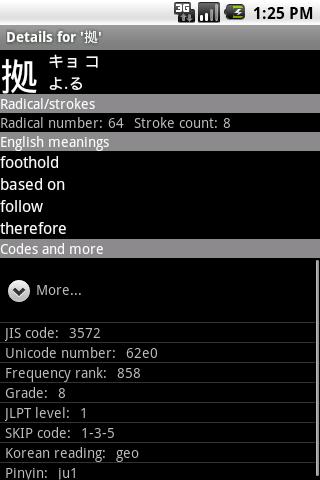 3G 1:25 PM
Details for '拠'
拠 キョ コ
よ.る
Radical/strokes
Radical number: 64 Stroke count: 8
English meanings
foothold
based on
follow
therefore
Codes and more
More...
JIS code: 3572
Unicode number: 62e0
Frequency rank: 858
Grade: 8
JLPT level: 1
SKIP code: 1-3-5
Korean reading: geo
Pinyin: ju1